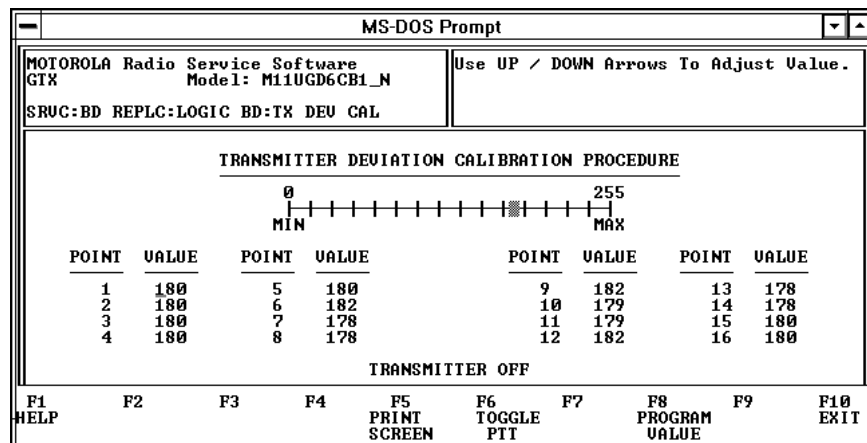 MS-DOS Prompt
MOTOROLA Radio Service Software
GTX Model: M11UGD6CB1_N
SRVC:BD REPLC:LOGIC BD:TX DEV CAL
Use UP / DOWN Arrows To Adjust Value.
TRANSMITTER DEVIATION CALIBRATION PROCEDURE
0 255
MIN MAX
POINT VALUE POINT VALUE POINT VALUE POINT VALUE
1 180 5 180 9 182 13 178
2 180 6 182 10 179 14 178
3 180 7 178 11 179 15 180
4 180 8 178 12 182 16 180
TRANSMITTER OFF
F1 F2 F3 F4 F5 F6 F7 F8 F9 F10
HELP PRINT TOGGLE PROGRAM EXIT
SCREEN PTT VALUE